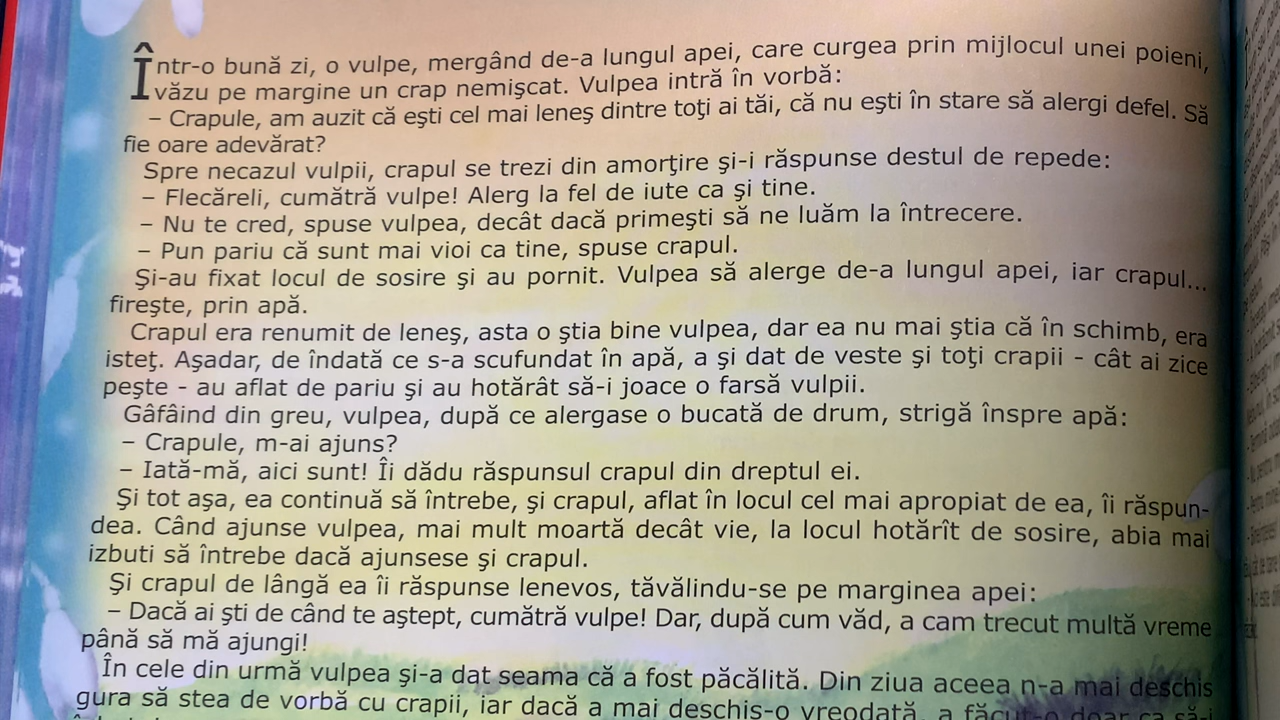 Într-o bună zi, o vulpe, mergând de-a lungul apei, care curgea prin mijlocul unei poieni,
văzu pe margine un crap nemişcat. Vulpea intră în vorbă:
– Crapule, am auzit că eşti cel mai leneş dintre toţi ai tăi, că nu eşti în stare să alergi defel. Să
fie oare adevărat?
Spre necazul vulpii, crapul se trezi din amorţire şi-i răspunse destul de repede:
– Flecăreli, cumătră vulpe! Alerg la fel de iute ca şi tine.
– Nu te cred, spuse vulpea, decât dacă primeşti să ne luăm la întrecere.
– Pun pariu că sunt mai vioi ca tine, spuse crapul.
Şi-au fixat locul de sosire şi au pornit. Vulpea să alerge de-a lungul apei, iar crapul...
fireşte, prin apă.
Crapul era renumit de leneş, asta o ştia bine vulpea, dar ea nu mai ştia că în schimb, era
isteţ. Aşadar, de îndată ce s-a scufundat în apă, a şi dat de veste şi toţi crapii - cât ai zice
peşte - au aflat de pariu şi au hotărât să-i joace o farsă vulpii.
Gâfâind din greu, vulpea, după ce alergase o bucată de drum, strigă înspre apă:
– Crapule, m-ai ajuns?
– Iată-mă, aici sunt! Îi dădu răspunsul crapul din dreptul ei.
Şi tot aşa, ea continuă să întrebe, şi crapul, aflat în locul cel mai apropiat de ea, îi răspun-
dea. Când ajunse vulpea, mai mult moartă decât vie, la locul hotărît de sosire, abia mai
izbuti să întrebe dacă ajunsese şi crapul.
Şi crapul de lângă ea îi răspunse lenevos, tăvălindu-se pe marginea apei:
– Dacă ai şti de când te aştept, cumătră vulpe! Dar, după cum văd, a cam trecut multă vreme
până să mă ajungi!
În cele din urmă vulpea şi-a dat seama că a fost păcălită. Din ziua aceea n-a mai deschis
gura să stea de vorbă cu crapii, iar dacă a mai deschis-o vreodată, a făcut-o doar ca să-i